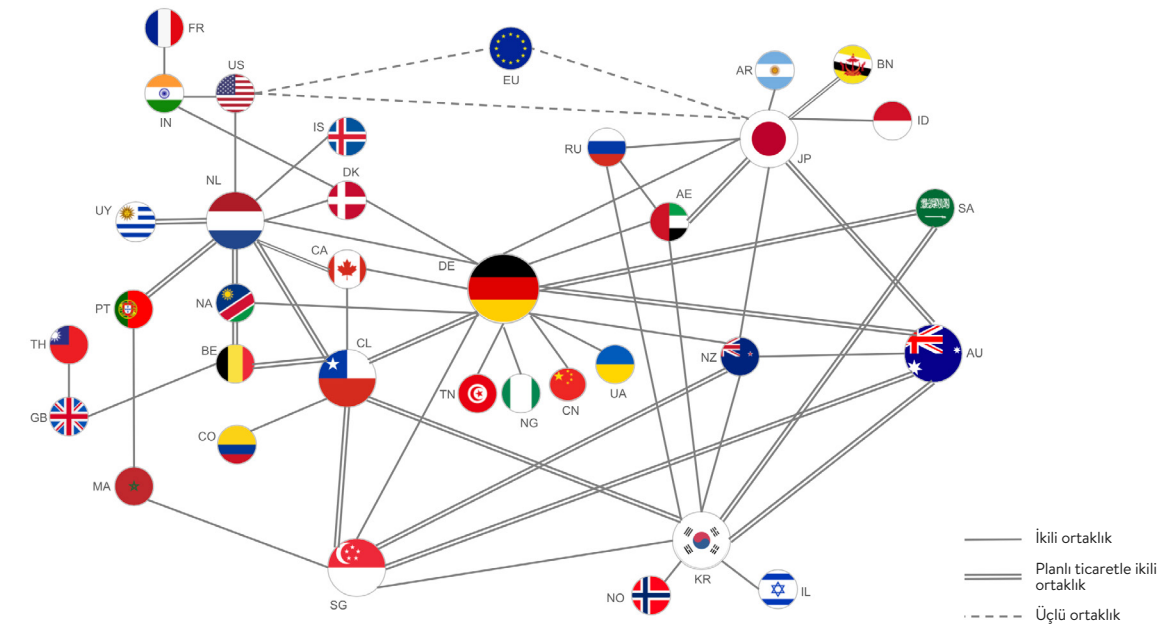 FR
US
EU
AR
BN
IN
IS
ID
RU
JP
DK
NL
AE
UY
SA
CA
DE
PT
NA
TH
CL
BE
NZ
AU
TN
UA
CN
GB
NG
CO
MA
KR
NO
IL
SG
İkili ortaklık
Planlı ticaretle ikili
ortaklık
Üçlü ortaklık